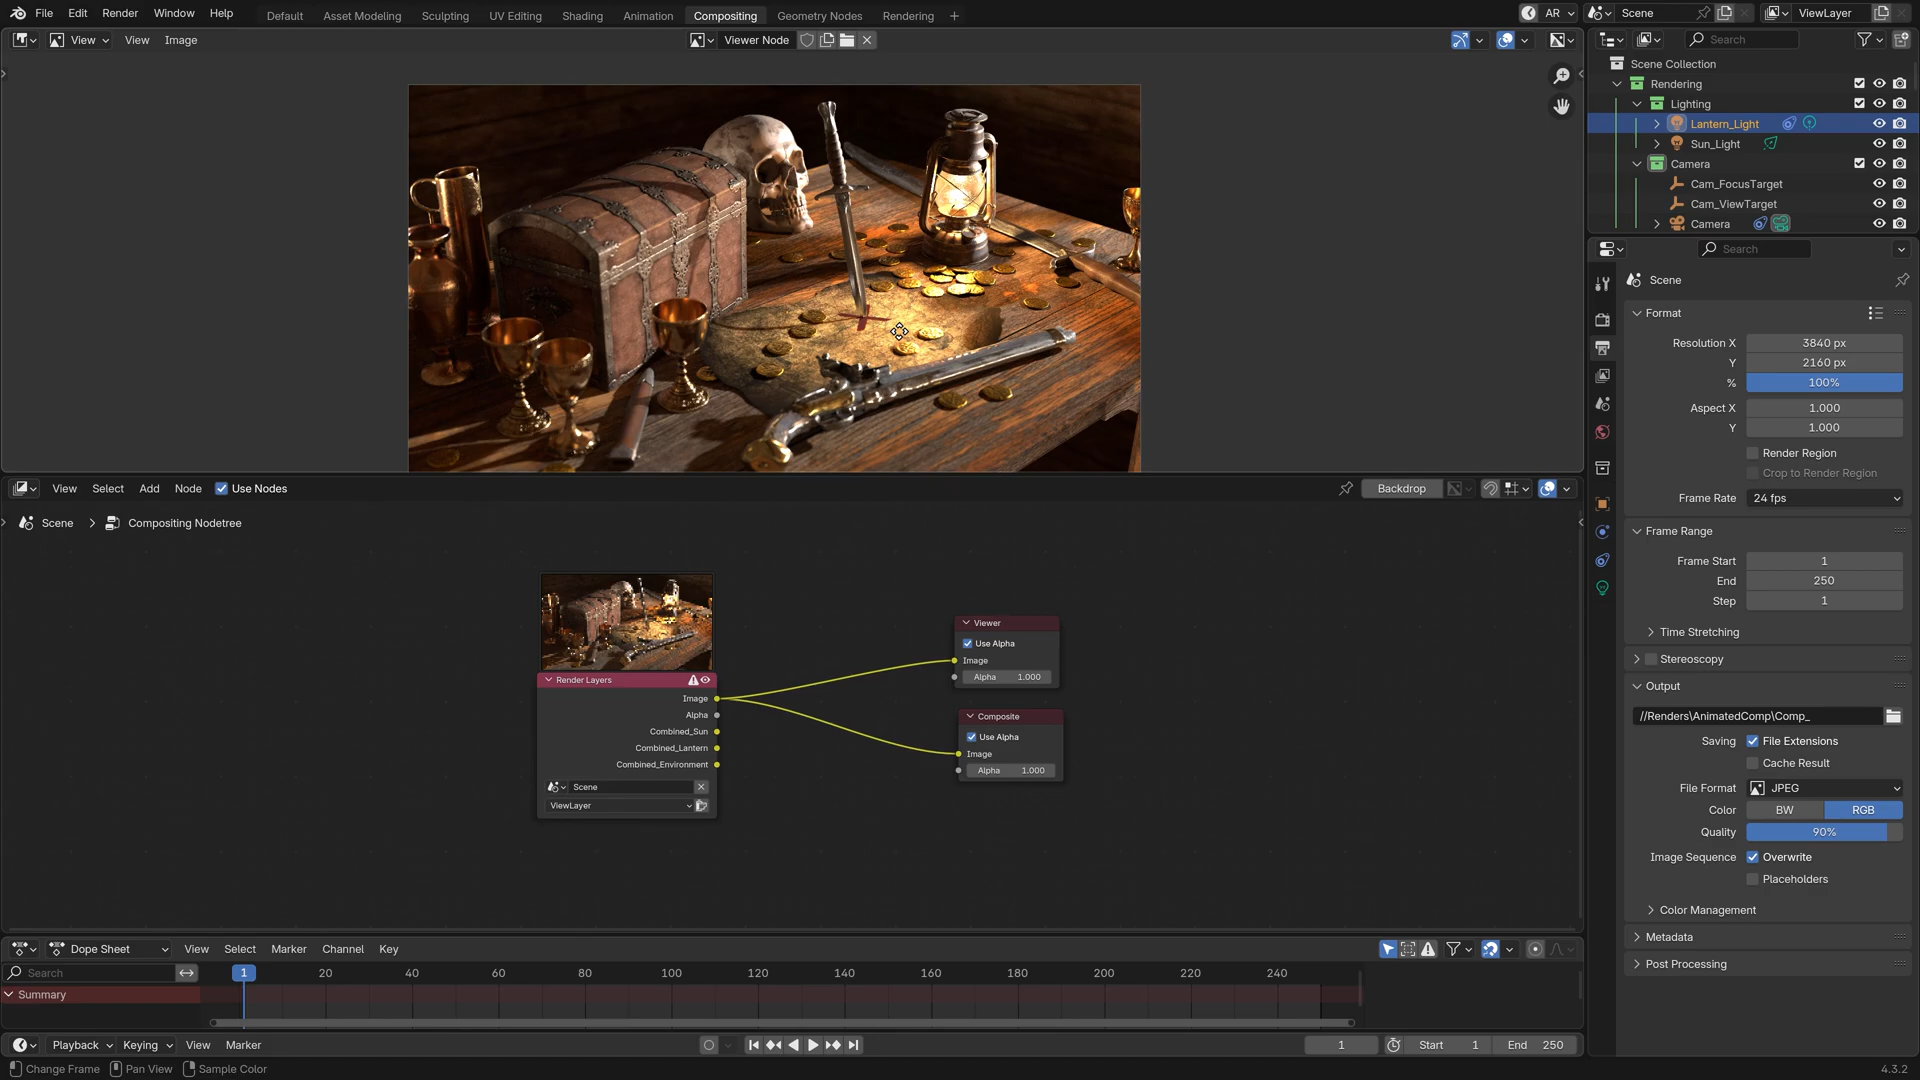 File Edit Render Window Help Default Asset Modeling Sculpting UV Editing Shading Animation Compositing Geometry Nodes Rendering AR Scene ViewLayer
View View Image Viewer Node
Search
Scene Collection
Rendering
Lighting
Lantern_Light
Sun_Light
Camera
Cam_FocusTarget
Cam_ViewTarget
Camera
Search
Scene
Format
Resolution X 3840 px
Y 2160 px
% 100%
Aspect X 1.000
Y 1.000
Render Region
Crop to Render Region
Frame Rate 24 fps
Frame Range
Frame Start 1
End 250
Step 1
Time Stretching
Stereoscopy
Output
//Renders\AnimatedComp\Comp_
Saving File Extensions
Cache Result
File Format JPEG
Color BW RGB
Quality 90%
Image Sequence Overwrite
Placeholders
Color Management
Metadata
Post Processing
View Select Add Node Use Nodes Backdrop
Scene Compositing Nodetree
Render Layers
Image
Alpha
Combined_Sun
Combined_Lantern
Combined_Environment
Scene
ViewLayer
Viewer
Use Alpha
Image
Alpha 1.000
Composite
Use Alpha
Image
Alpha 1.000
Dope Sheet View Select Marker Channel Key
Search 1 20 40 60 80 100 120 140 160 180 200 220 240
Summary
Playback Keying View Marker 1 Start 1 End 250
Change Frame Pan View Sample Color 4.3.2